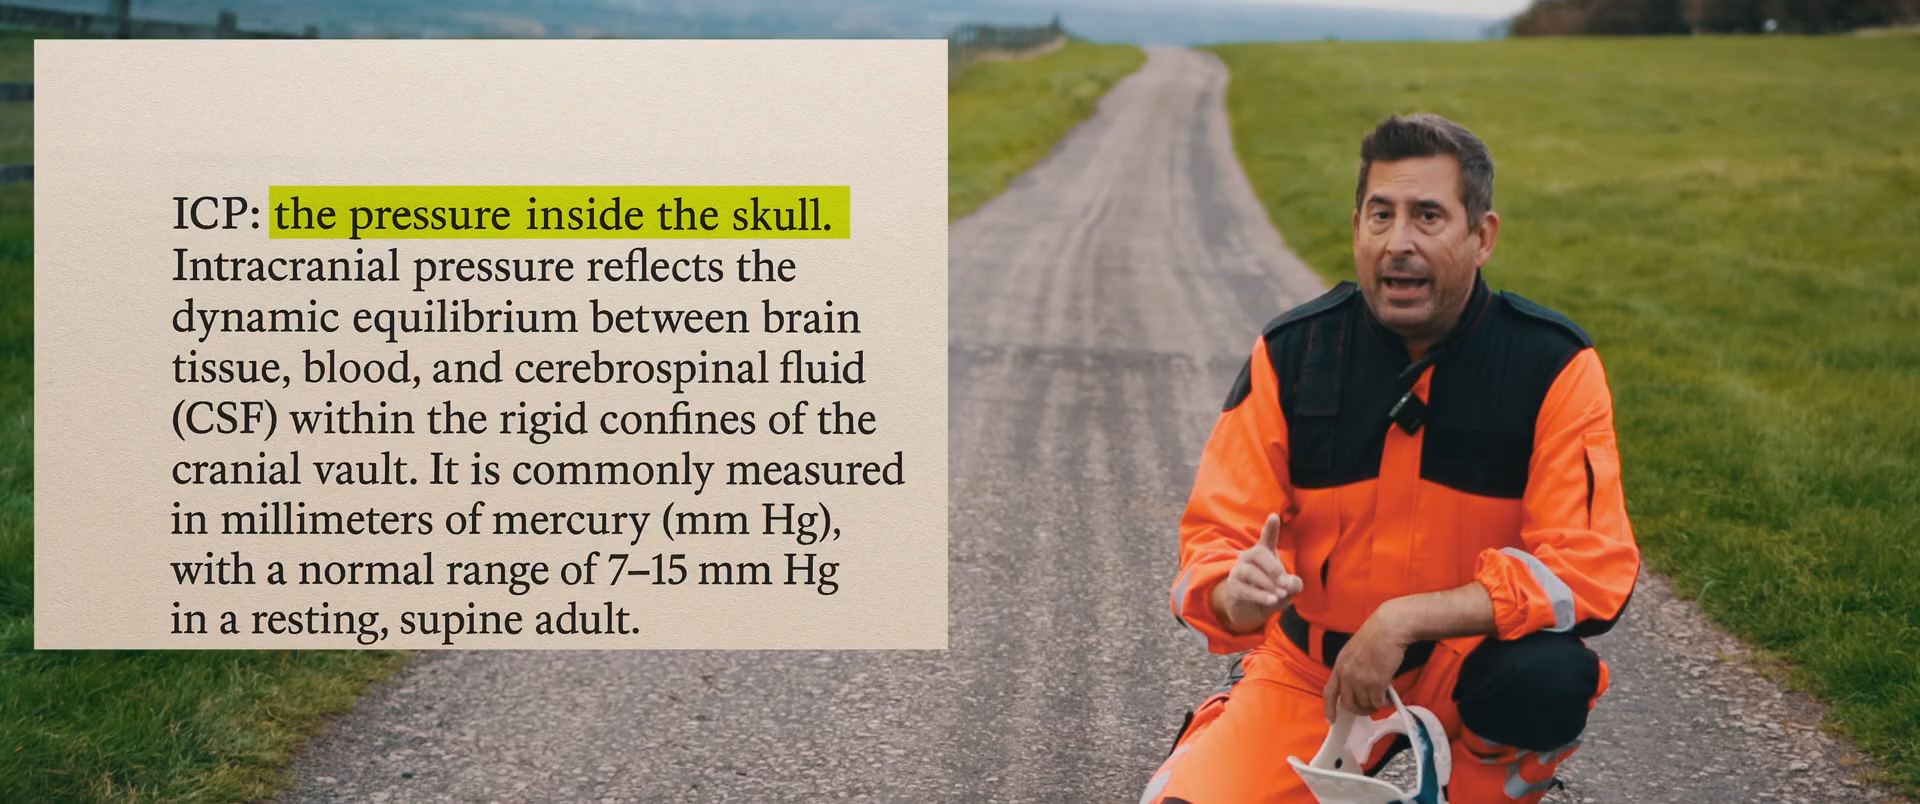 ICP: the pressure inside the skull.
Intracranial pressure reflects the
dynamic equilibrium between brain
tissue, blood, and cerebrospinal fluid
(CSF) within the rigid confines of the
cranial vault. It is commonly measured
in millimeters of mercury (mm Hg),
with a normal range of 7–15 mm Hg
in a resting, supine adult.